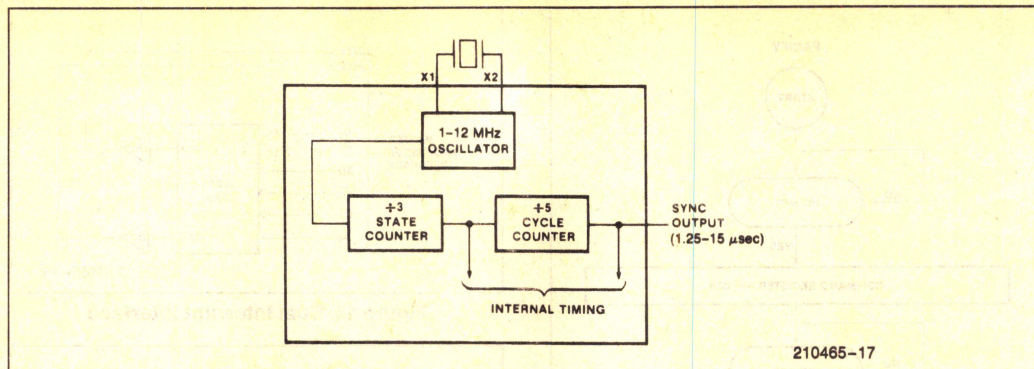 X1 X2
1–12 MHz
OSCILLATOR
÷3
STATE
COUNTER
÷5
CYCLE
COUNTER
SYNC
OUTPUT
(1.25–15 μsec)
INTERNAL TIMING
210465–17